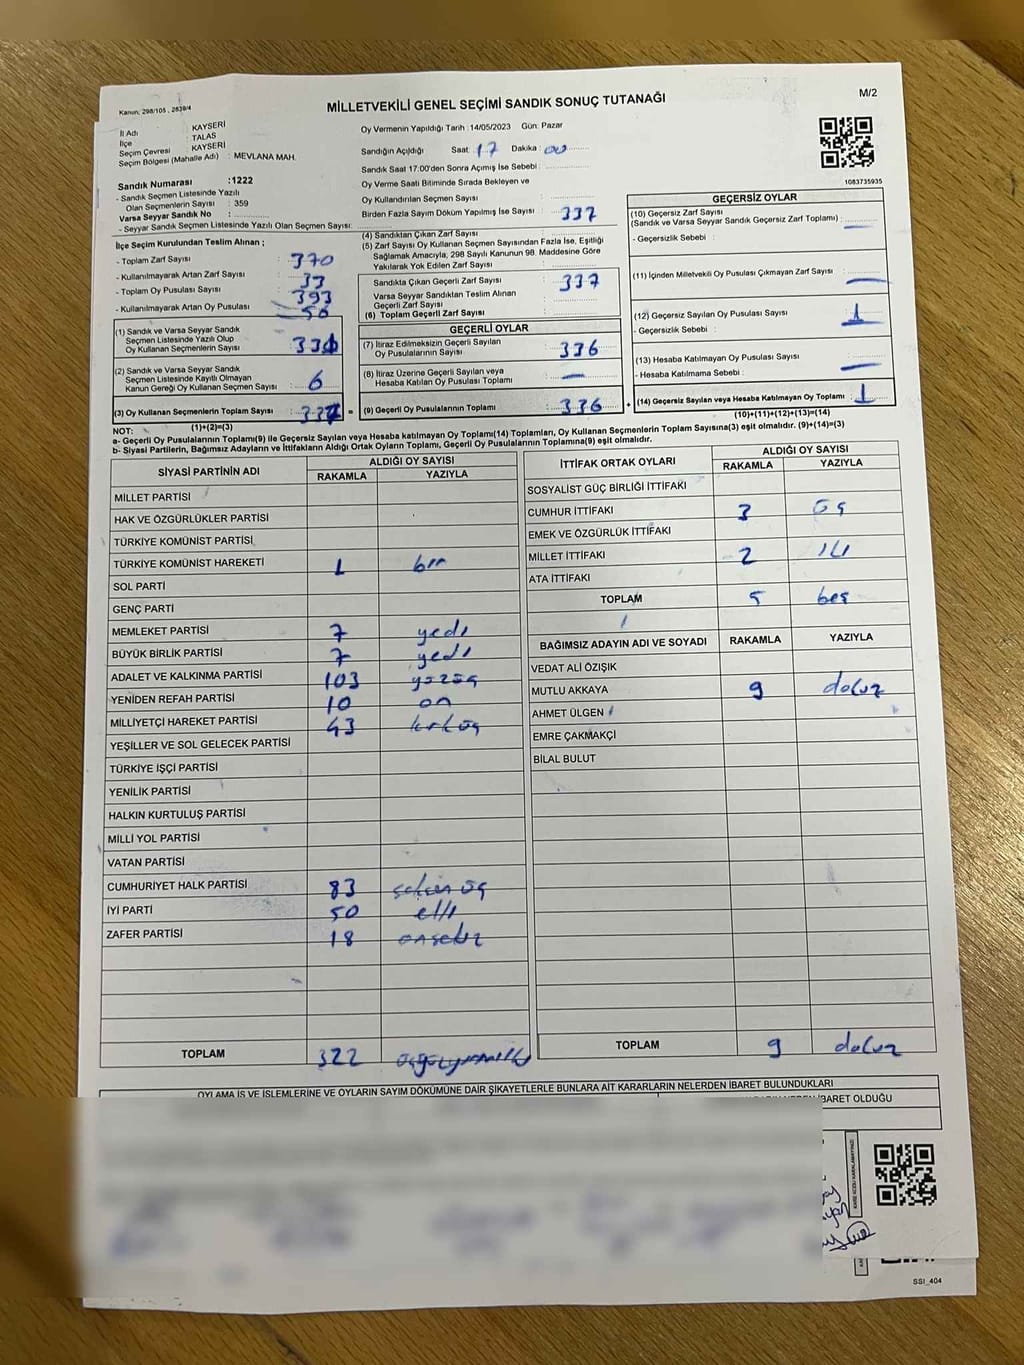 Kanun; 298/105 , 2839/4
MİLLETVEKİLİ GENEL SEÇİMİ SANDIK SONUÇ TUTANAĞI
M/2
İl Adı : KAYSERİ
İlçe : TALAS
Seçim Çevresi : KAYSERİ
Seçim Bölgesi (Mahalle Adı) : MEVLANA MAH.
Oy Vermenin Yapıldığı Tarih :14/05/2023 Gün: Pazar
Sandığın Açıldığı Saat :17 Dakika :00
Sandık Saat 17:00'den Sonra Açımış İse Sebebi :
Oy Verme Saati Bitiminde Sırada Bekleyen ve
Oy Kullandırılan Seçmen Sayısı :
Birden Fazla Sayım Döküm Yapılmış İse Sayısı :
1083735935
Sandık Numarası :1222
- Sandık Seçmen Listesinde Yazılı
Olan Seçmenlerin Sayısı : 359
Varsa Seyyar Sandık No :
- Seyyar Sandık Seçmen Listesinde Yazılı Olan Seçmen Sayısı:
İlçe Seçim Kurulundan Teslim Alınan ;
- Toplam Zarf Sayısı : 370
- Kullanılmayarak Artan Zarf Sayısı : 33
- Toplam Oy Pusulası Sayısı : 393
- Kullanılmayarak Artan Oy Pusulası : 56
(1) Sandık ve Varsa Seyyar Sandık
Seçmen Listesinde Yazılı Olup
Oy Kullanan Seçmenlerin Sayısı :
(2) Sandık ve Varsa Seyyar Sandık
Seçmen Listesinde Kayıtlı Olmayan
Kanun Gereği Oy Kullanan Seçmen Sayısı : 6
(3) Oy Kullanan Seçmenlerin Toplam Sayısı : 337 =
(1)+(2)=(3)
(4) Sandıktan Çıkan Zarf Sayısı : 337
(5) Zarf Sayısı Oy Kullanan Seçmen Sayısından Fazla İse, Eşitliği
Sağlamak Amacıyla, 298 Sayılı Kanunun 98. Maddesine Göre
Yakılarak Yok Edilen Zarf Sayısı :
Sandıkta Çıkan Geçerli Zarf Sayısı : 337
Varsa Seyyar Sandıktan Teslim Alınan
Geçerli Zarf Sayısı :
(6) Toplam Geçerli Zarf Sayısı :
GEÇERLİ OYLAR
(7) İtiraz Edilmeksizin Geçerli Sayılan
Oy Pusulalarının Sayısı : 336
(8) İtiraz Üzerine Geçerli Sayılan veya
Hesaba Katılan Oy Pusulası Toplamı : —
(9) Geçerli Oy Pusulalarının Toplamı : 336 +
GEÇERSİZ OYLAR
(10) Geçersiz Zarf Sayısı
(Sandık ve Varsa Seyyar Sandık Geçersiz Zarf Toplamı) : —
- Geçersizlik Sebebi :
(11) İçinden Milletvekili Oy Pusulası Çıkmayan Zarf Sayısı : —
(12) Geçersiz Sayılan Oy Pusulası Sayısı : 1
- Geçersizlik Sebebi :
(13) Hesaba Katılmayan Oy Pusulası Sayısı : —
- Hesaba Katılmama Sebebi :
(14) Geçersiz Sayılan veya Hesaba Katılmayan Oy Toplamı : 1
(10)+(11)+(12)+(13)=(14)
NOT:
a- Geçerli Oy Pusulalarının Toplamı(9) ile Geçersiz Sayılan veya Hesaba katılmayan Oy Toplamı(14) Toplamları, Oy Kullanan Seçmenlerin Toplam Sayısına(3) eşit olmalıdır. (9)+(14)=(3)
b- Siyasi Partilerin, Bağımsız Adayların ve İttifakların Aldığı Ortak Oyların Toplamı, Geçerli Oy Pusulalarının Toplamına(9) eşit olmalıdır.
SİYASİ PARTİNİN ADI
ALDIĞI OY SAYISI
RAKAMLA YAZIYLA
MİLLET PARTİSİ
HAK VE ÖZGÜRLÜKLER PARTİSİ
TÜRKİYE KOMÜNİST PARTİSİ
TÜRKİYE KOMÜNİST HAREKETİ 1 bir
SOL PARTİ
GENÇ PARTİ
MEMLEKET PARTİSİ 7 yedi
BÜYÜK BİRLİK PARTİSİ 7 yedi
ADALET VE KALKINMA PARTİSİ 103 yüzüç
YENİDEN REFAH PARTİSİ 10 on
MİLLİYETÇİ HAREKET PARTİSİ 43 kırküç
YEŞİLLER VE SOL GELECEK PARTİSİ
TÜRKİYE İŞÇİ PARTİSİ
YENİLİK PARTİSİ
HALKIN KURTULUŞ PARTİSİ
MİLLİ YOL PARTİSİ
VATAN PARTİSİ
CUMHURİYET HALK PARTİSİ 83 seksen üç
İYİ PARTİ 50 elli
ZAFER PARTİSİ 18 onsekiz
TOPLAM 322
İTTİFAK ORTAK OYLARI
ALDIĞI OY SAYISI
RAKAMLA YAZIYLA
SOSYALİST GÜÇ BİRLİĞİ İTTİFAKI
CUMHUR İTTİFAKI 3 üç
EMEK VE ÖZGÜRLÜK İTTİFAKI
MİLLET İTTİFAKI 2 iki
ATA İTTİFAKI
TOPLAM 5 beş
BAĞIMSIZ ADAYIN ADI VE SOYADI RAKAMLA YAZIYLA
VEDAT ALİ ÖZIŞIK
MUTLU AKKAYA 9 dokuz
AHMET ÜLGEN
EMRE ÇAKMAKÇİ
BİLAL BULUT
TOPLAM 9 dokuz
OYLAMA İŞ VE İŞLEMLERİNE VE OYLARIN SAYIM DÖKÜMÜNE DAİR ŞİKAYETLERLE BUNLARA AİT KARARLARIN NELERDEN İBARET BULUNDUKLARI
İBARET OLDUĞU
SSI_404